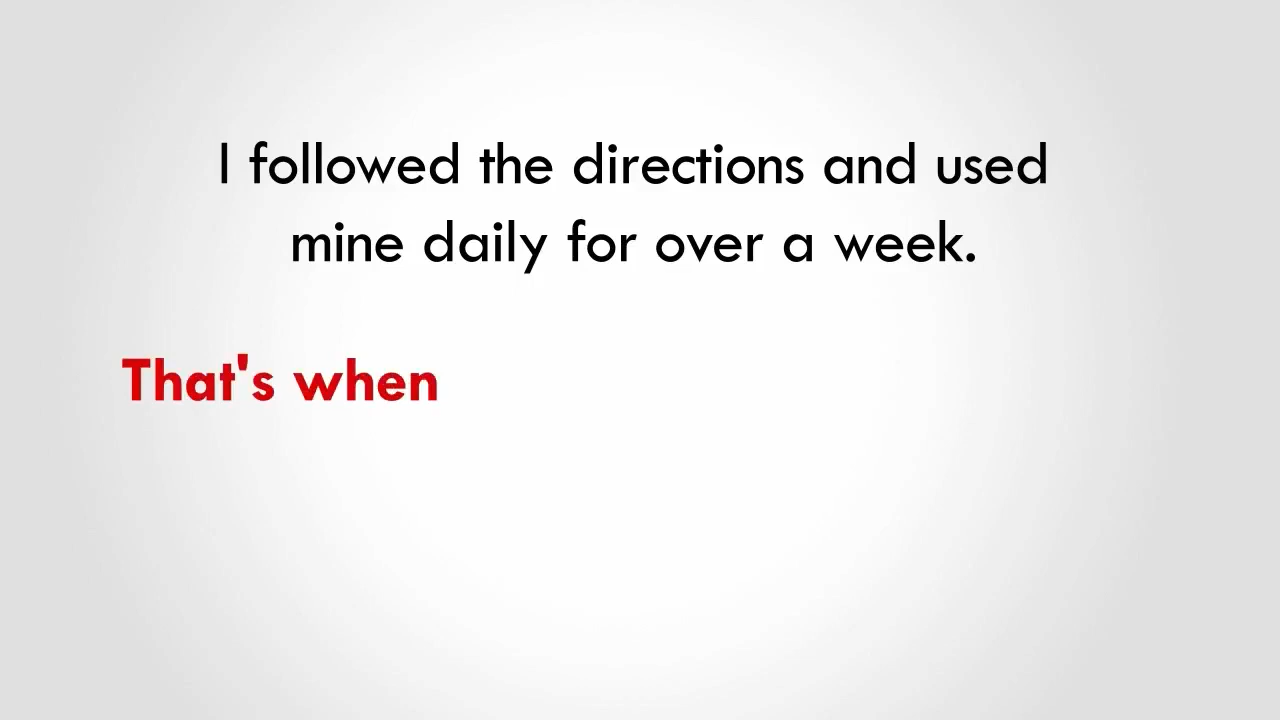 I followed the directions and used
mine daily for over a week.
That's when